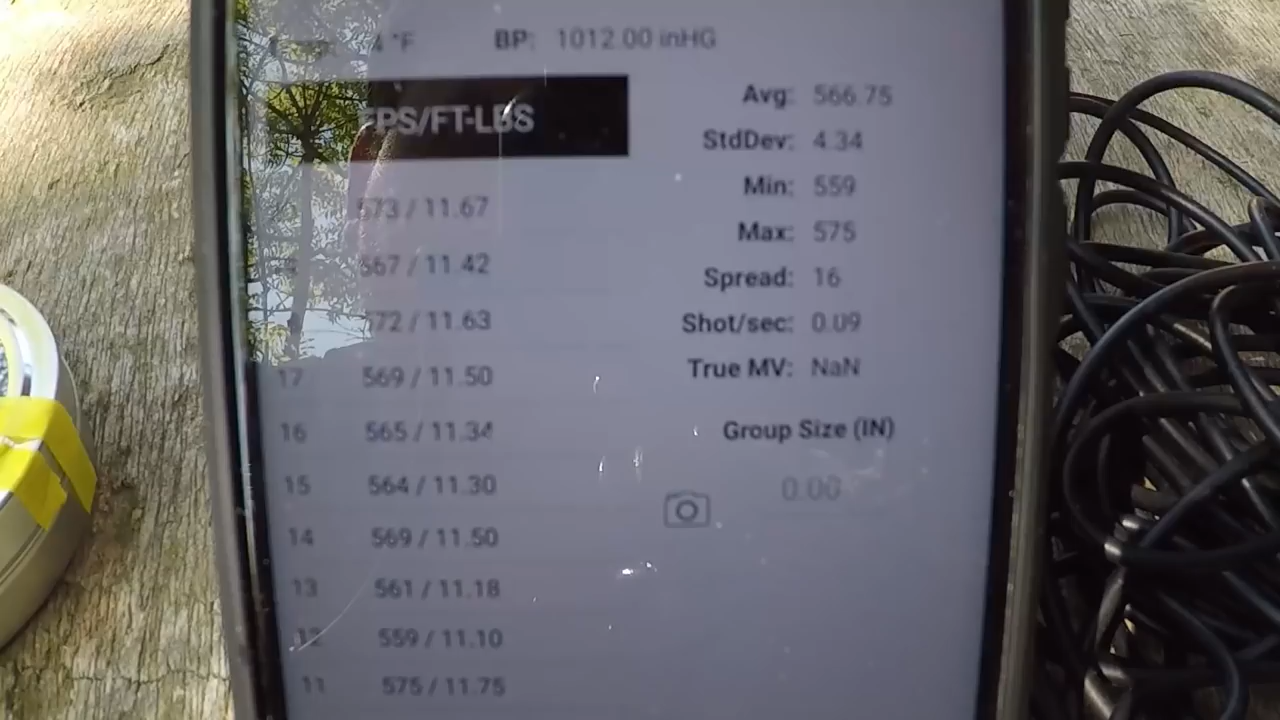 °F BP: 1012.00 inHG
FPS/FT-LBS
573 / 11.67
567 / 11.42
572 / 11.63
17 569 / 11.50
16 565 / 11.34
15 564 / 11.30
14 569 / 11.50
13 561 / 11.18
12 559 / 11.10
11 575 / 11.75
Avg: 566.75
StdDev: 4.34
Min: 559
Max: 575
Spread: 16
Shot/sec: 0.09
True MV: NaN
Group Size (IN)
0.00